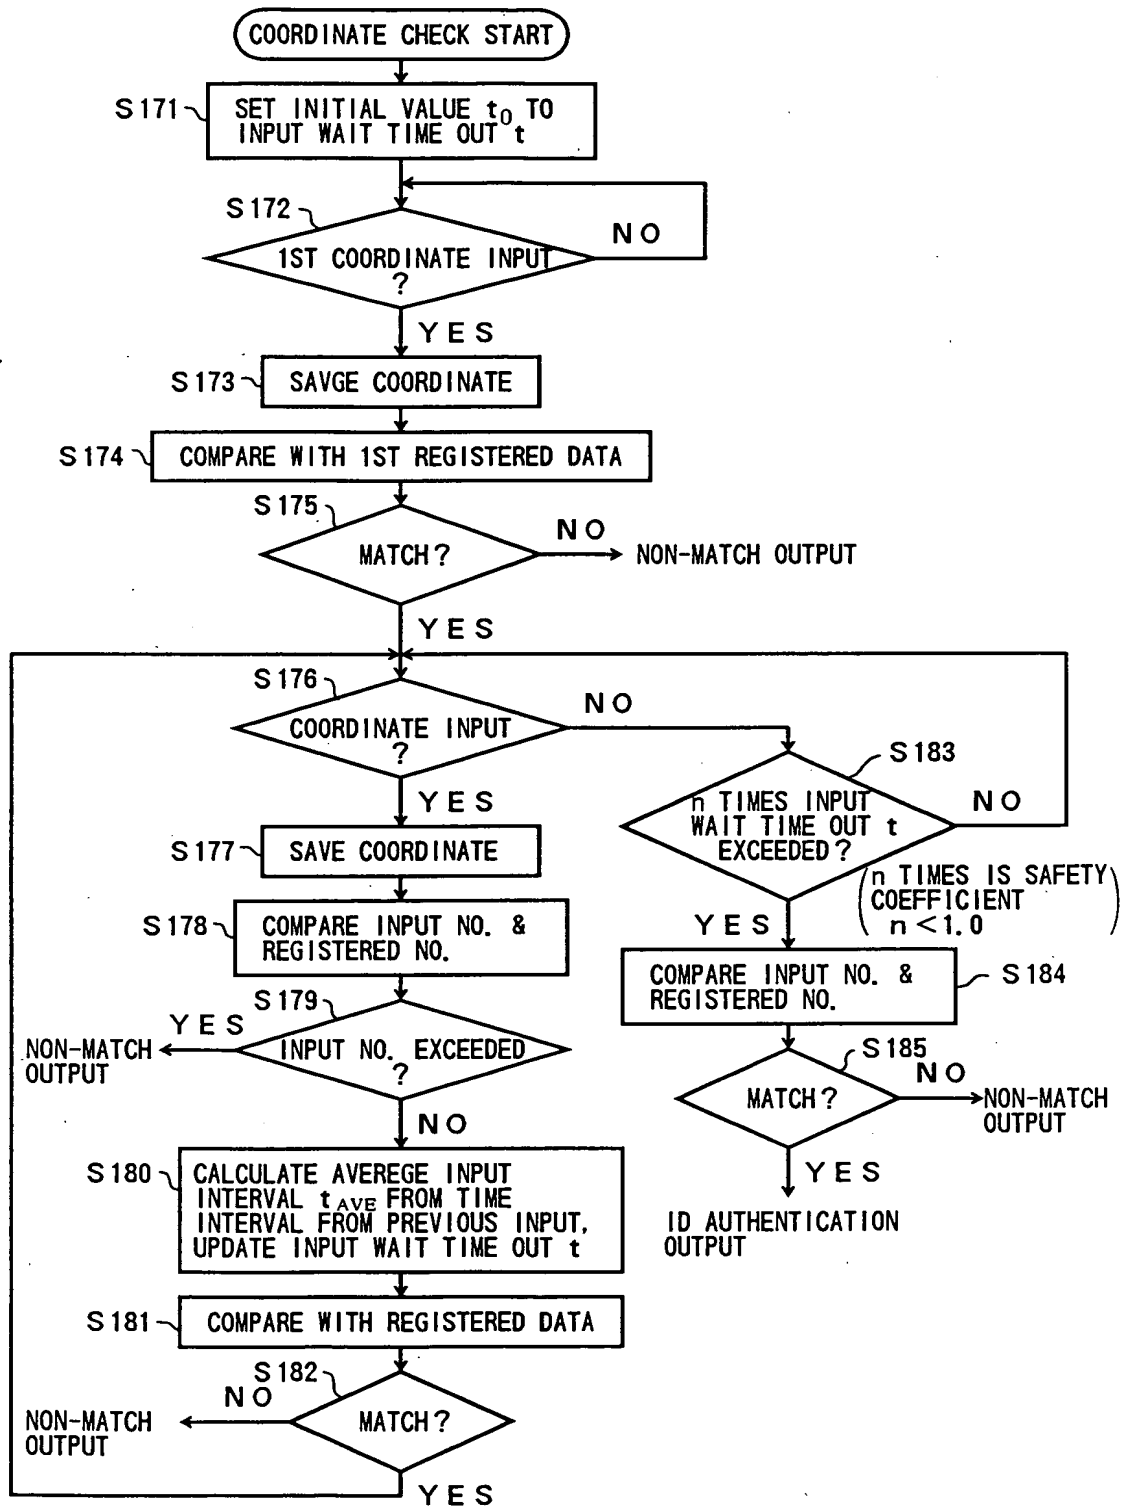 COORDINATE CHECK START
S171
SET INITIAL VALUE t0 TO
INPUT WAIT TIME OUT t
S172
NO
1ST COORDINATE INPUT
?
YES
S173
SAVGE COORDINATE
S174
COMPARE WITH 1ST REGISTERED DATA
S175
NO
MATCH?
NON-MATCH OUTPUT
YES
S176
NO
COORDINATE INPUT
?
YES
S183
n TIMES INPUT
WAIT TIME OUT t
EXCEEDED?
NO
(n TIMES IS SAFETY
COEFFICIENT
n<1.0)
YES
S177
SAVE COORDINATE
S178
COMPARE INPUT NO. &
REGISTERED NO.
S184
COMPARE INPUT NO. &
REGISTERED NO.
S179
YES
INPUT NO. EXCEEDED
?
NON-MATCH
OUTPUT
NO
S185
NO
MATCH?
NON-MATCH
OUTPUT
YES
ID AUTHENTICATION
OUTPUT
S180
CALCULATE AVEREGE INPUT
INTERVAL tAVE FROM TIME
INTERVAL FROM PREVIOUS INPUT,
UPDATE INPUT WAIT TIME OUT t
S181
COMPARE WITH REGISTERED DATA
S182
NO
MATCH?
NON-MATCH
OUTPUT
YES